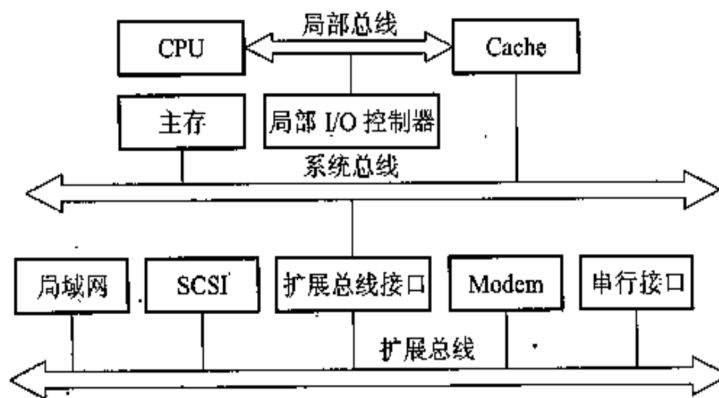 局部总线
CPU
Cache
主存
局部 I/O 控制器
系统总线
局域网
SCSI
扩展总线接口
Modem
串行接口
扩展总线